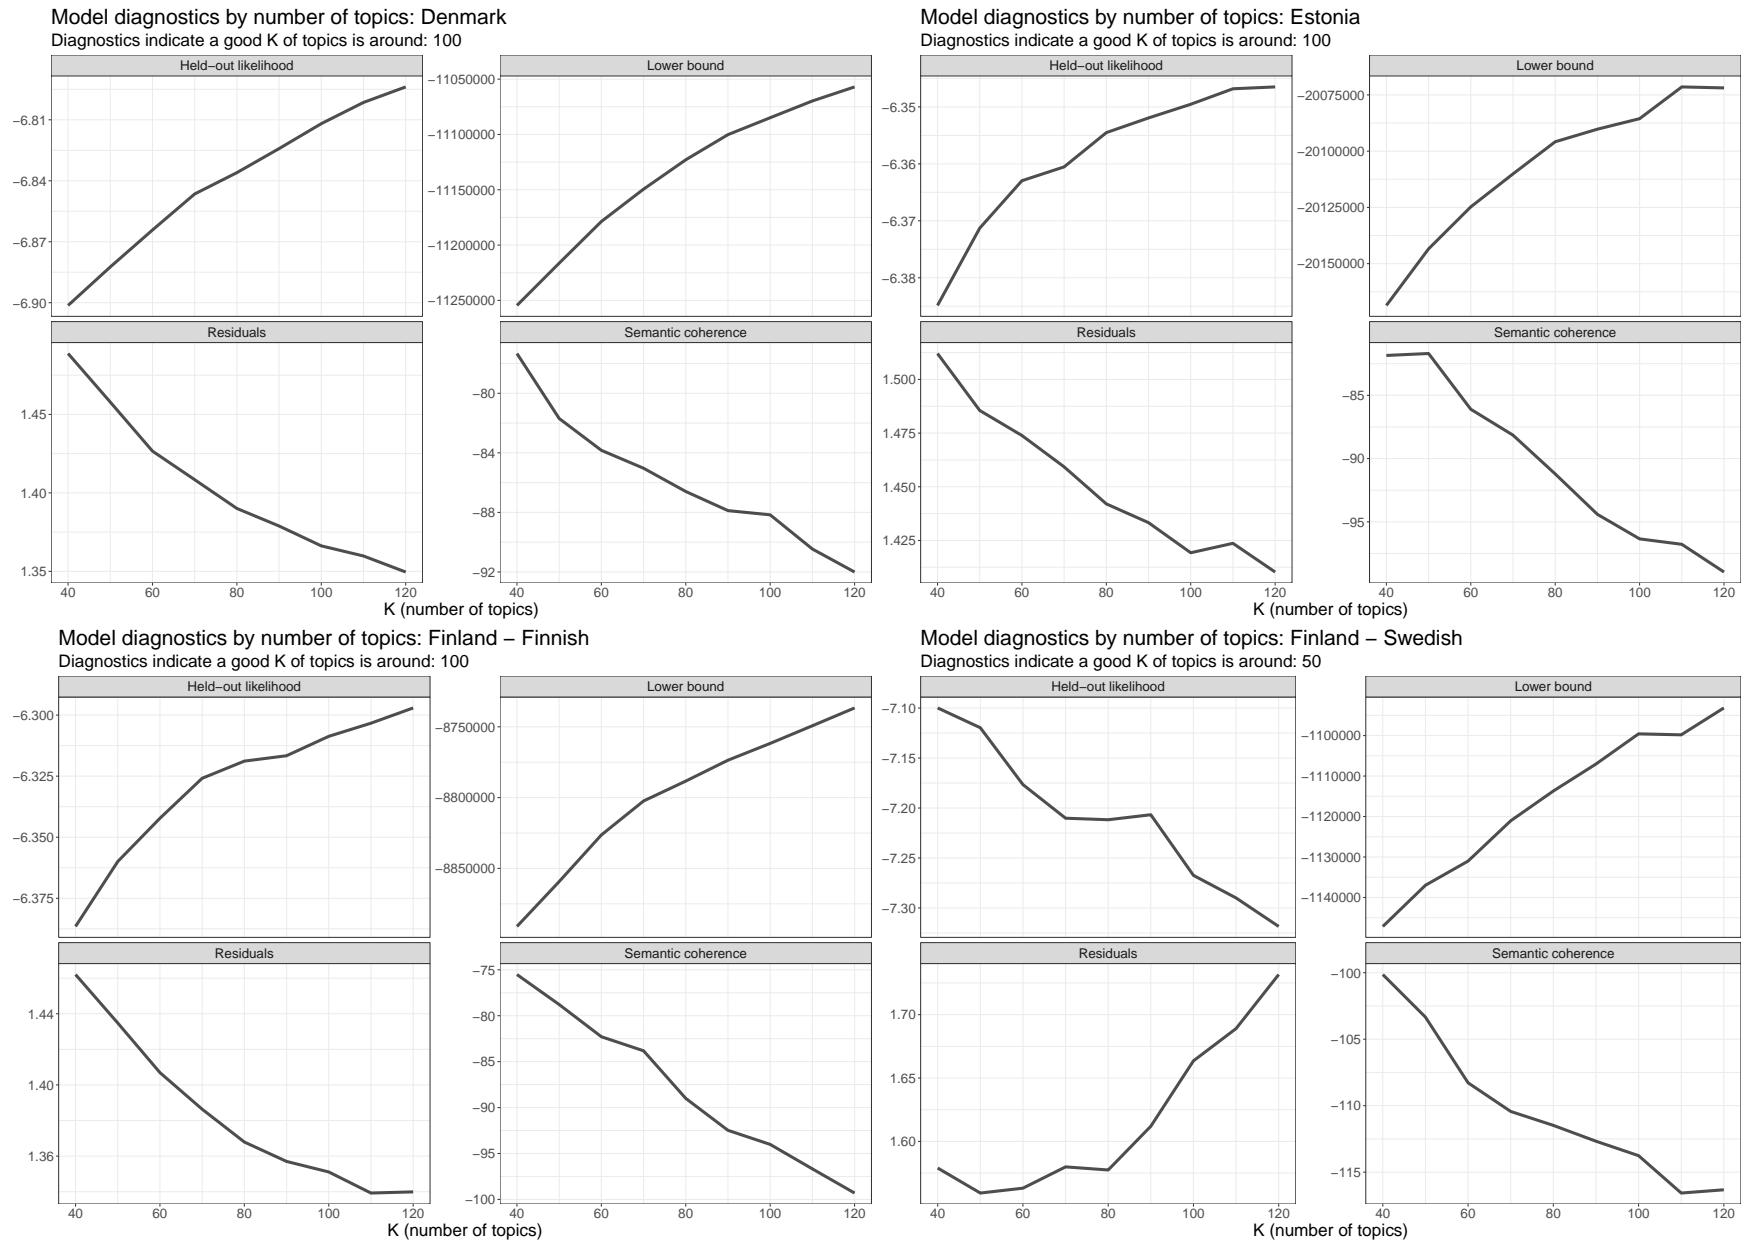 Model diagnostics by number of topics: Denmark
Diagnostics indicate a good K of topics is around: 100
Held−out likelihood
Lower bound
−6.81
−6.84
−6.87
−6.90
−11050000
−11100000
−11150000
−11200000
−11250000
Residuals
Semantic coherence
1.45
1.40
1.35
−80
−84
−88
−92
40 60 80 100 120
40 60 80 100 120
K (number of topics)
Model diagnostics by number of topics: Estonia
Diagnostics indicate a good K of topics is around: 100
Held−out likelihood
Lower bound
−6.35
−6.36
−6.37
−6.38
−20075000
−20100000
−20125000
−20150000
Residuals
Semantic coherence
1.500
1.475
1.450
1.425
−85
−90
−95
40 60 80 100 120
40 60 80 100 120
K (number of topics)
Model diagnostics by number of topics: Finland − Finnish
Diagnostics indicate a good K of topics is around: 100
Held−out likelihood
Lower bound
−6.300
−6.325
−6.350
−6.375
−8750000
−8800000
−8850000
Residuals
Semantic coherence
1.44
1.40
1.36
−75
−80
−85
−90
−95
−100
40 60 80 100 120
40 60 80 100 120
K (number of topics)
Model diagnostics by number of topics: Finland − Swedish
Diagnostics indicate a good K of topics is around: 50
Held−out likelihood
Lower bound
−7.10
−7.15
−7.20
−7.25
−7.30
−1100000
−1110000
−1120000
−1130000
−1140000
Residuals
Semantic coherence
1.70
1.65
1.60
−100
−105
−110
−115
40 60 80 100 120
40 60 80 100 120
K (number of topics)